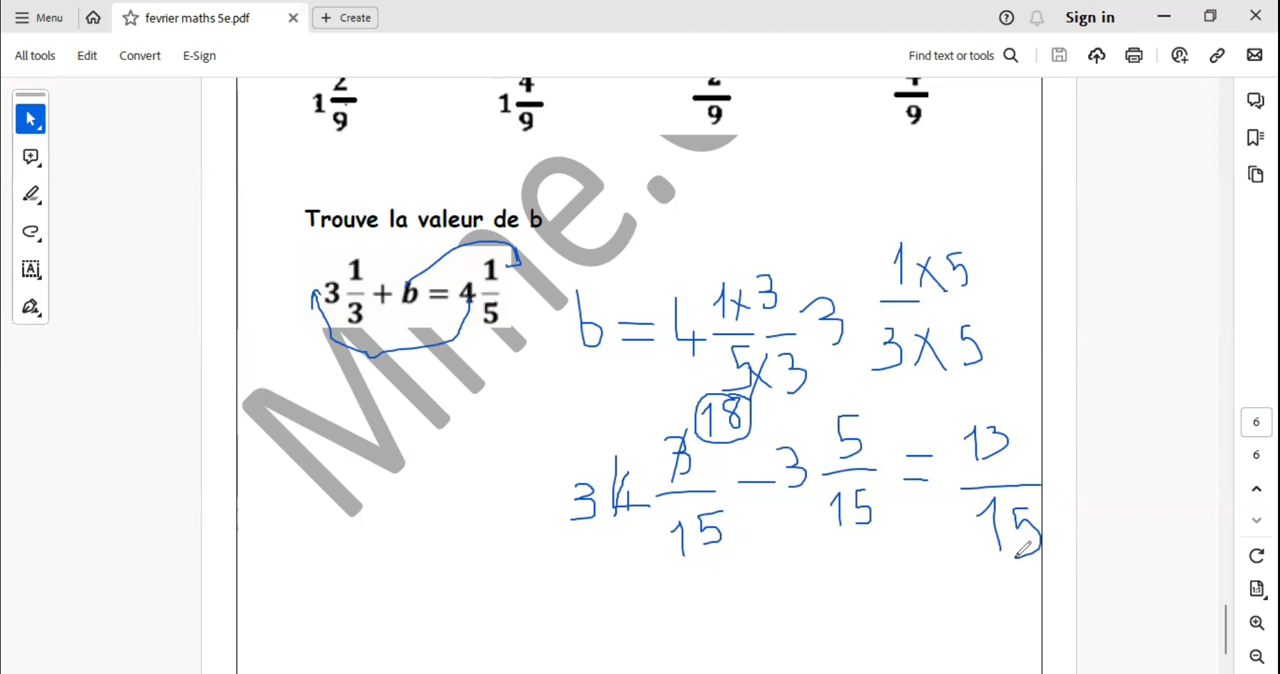 Menu fevrier maths 5e.pdf Create Sign in
All tools Edit Convert E-Sign Find text or tools
1 2/9 1 4/9 2/9 4/9
Trouve la valeur de b
3 1/3 + b = 4 1/5
b = 4 1×3/5×3 − 3 1×5/3×5
18
3 4 3/15 − 3 5/15 = 13/15
6
6
Mme.